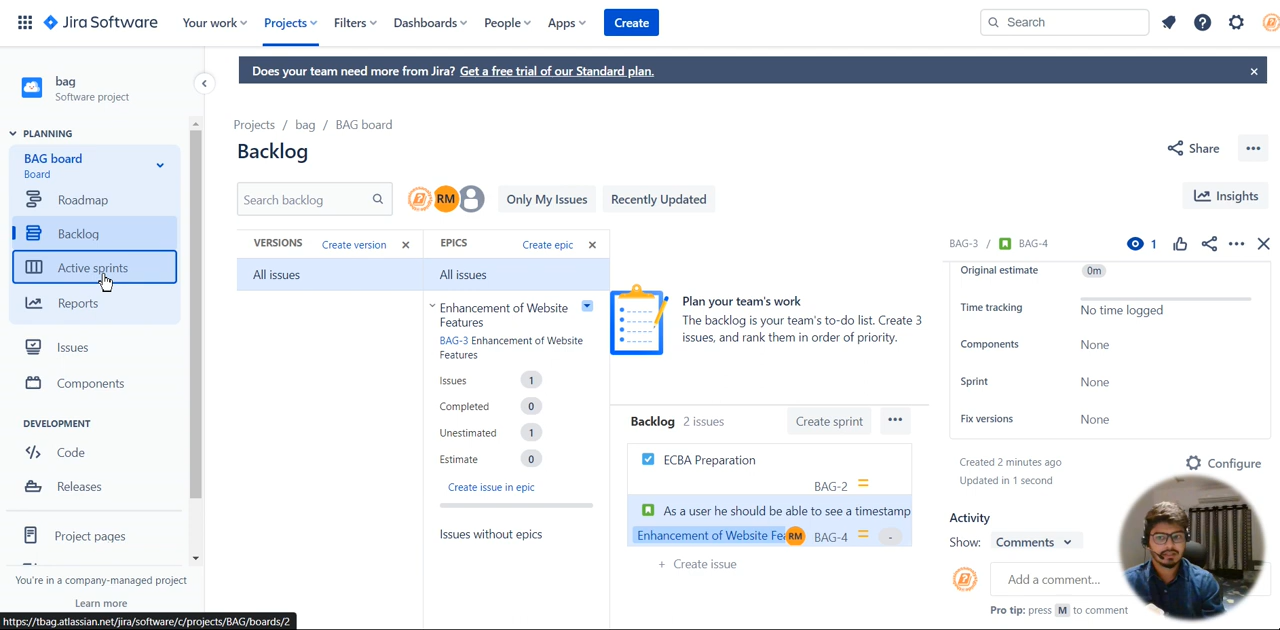 Jira Software Your work Projects Filters Dashboards People Apps Create Search
bag
Software project
Does your team need more from Jira? Get a free trial of our Standard plan.
PLANNING
BAG board
Board
Roadmap
Backlog
Active sprints
Reports
Issues
Components
DEVELOPMENT
Code
Releases
Project pages
You're in a company-managed project
Learn more
https://tbag.atlassian.net/jira/software/c/projects/BAG/boards/2
Projects / bag / BAG board
Backlog
Share
Search backlog RM Only My Issues Recently Updated Insights
VERSIONS Create version
All issues
EPICS Create epic
All issues
Enhancement of Website
Features
BAG-3 Enhancement of Website
Features
Issues 1
Completed 0
Unestimated 1
Estimate 0
Create issue in epic
Issues without epics
Plan your team's work
The backlog is your team's to-do list. Create 3
issues, and rank them in order of priority.
Backlog 2 issues Create sprint
ECBA Preparation
BAG-2
As a user he should be able to see a timestamp
Enhancement of Website Fea RM BAG-4 -
+ Create issue
BAG-3 / BAG-4 1
Original estimate 0m
Time tracking No time logged
Components None
Sprint None
Fix versions None
Created 2 minutes ago
Updated in 1 second
Configure
Activity
Show: Comments
Add a comment...
Pro tip: press M to comment